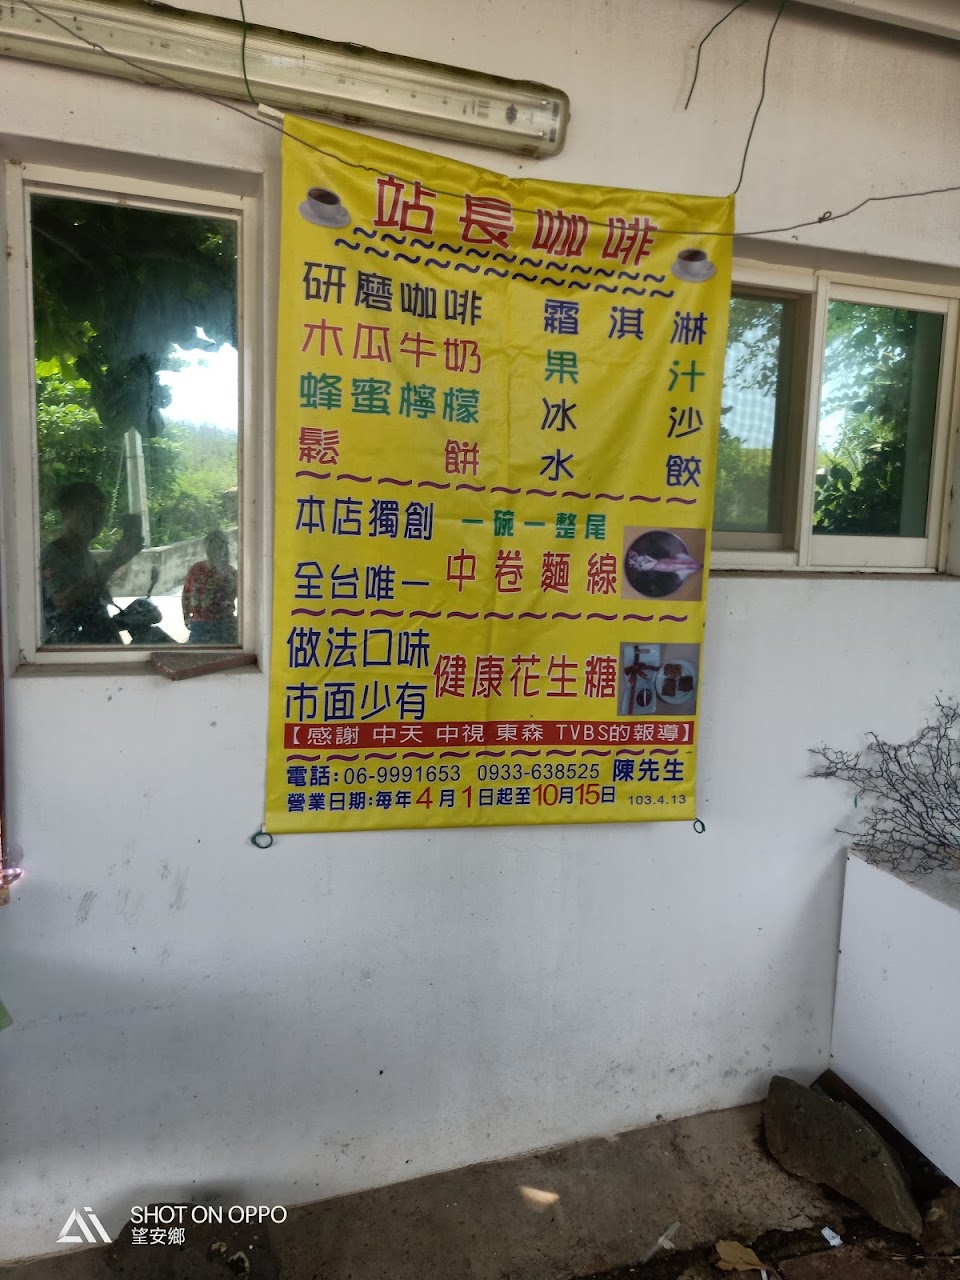 站長咖啡
研磨咖啡
木瓜牛奶
蜂蜜檸檬
鬆餅
霜淇淋
果汁
冰沙
水餃
本店獨創
全台唯一
一碗一整尾
中卷麵線
做法口味
市面少有
健康花生糖
【感謝 中天 中視 東森 TVBS的報導】
電話:06-9991653 0933-638525 陳先生
營業日期:每年4月1日起至10月15日 103.4.13
SHOT ON OPPO
望安鄉